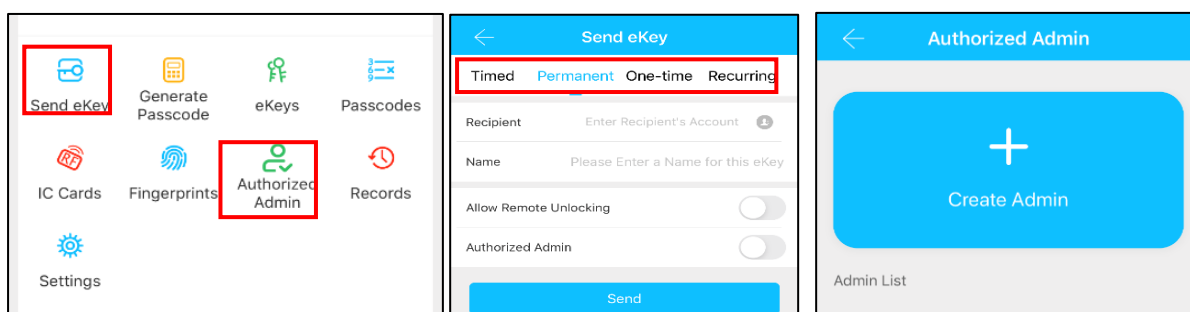 Send eKey
Generate
Passcode
eKeys
Passcodes
IC Cards
Fingerprints
Authorized
Admin
Records
Settings
Send eKey
Timed Permanent One-time Recurring
Recipient Enter Recipient's Account
Name Please Enter a Name for this eKey
Allow Remote Unlocking
Authorized Admin
Send
Authorized Admin
Create Admin
Admin List